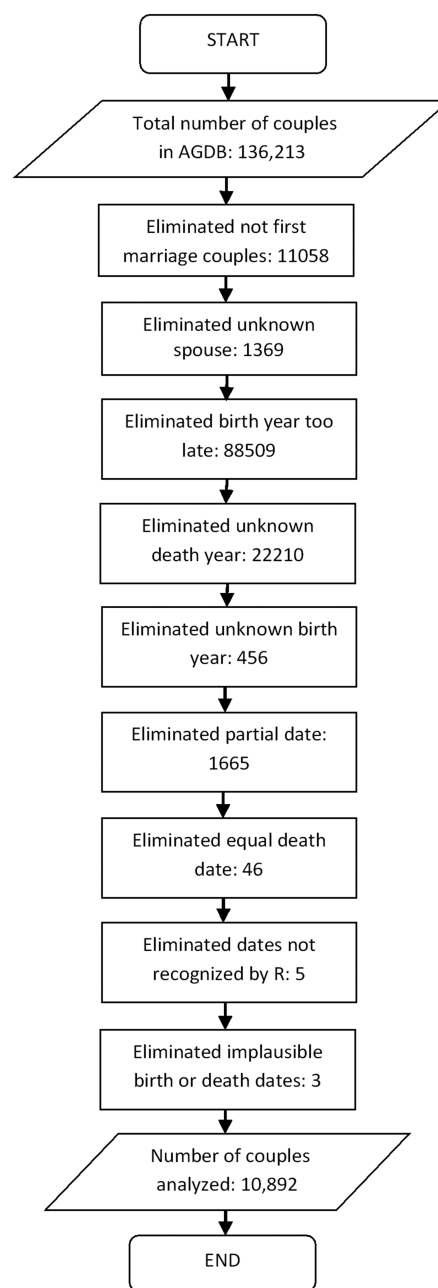 START
Total number of couples
in AGDB: 136,213
Eliminated not first
marriage couples: 11058
Eliminated unknown
spouse: 1369
Eliminated birth year too
late: 88509
Eliminated unknown
death year: 22210
Eliminated unknown birth
year: 456
Eliminated partial date:
1665
Eliminated equal death
date: 46
Eliminated dates not
recognized by R: 5
Eliminated implausible
birth or death dates: 3
Number of couples
analyzed: 10,892
END